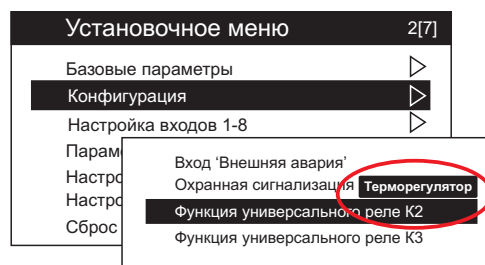 Установочное меню 2[7]
Базовые параметры
Конфигурация
Настройка входов 1-8
Парам
Настро
Настро
Сброс
Вход ‘Внешняя авария’
Охранная сигнализация Терморегулятор
Функция универсального реле К2
Функция универсального реле К3